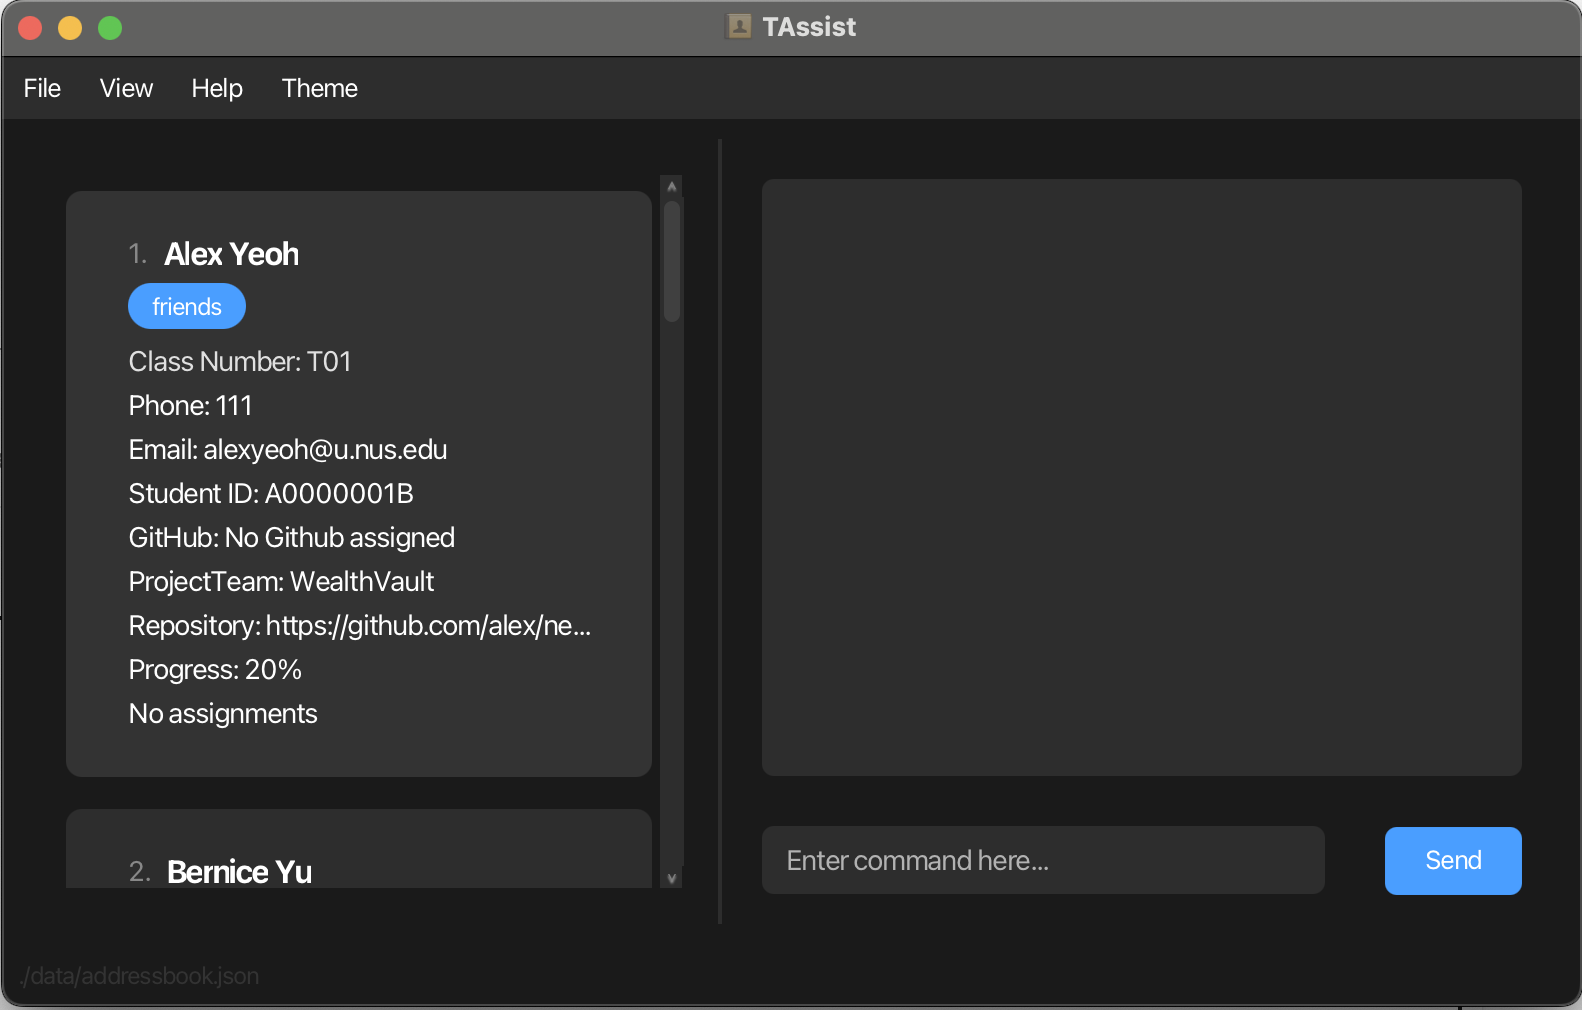 TAssist
File View Help Theme
1. Alex Yeoh
friends
Class Number: T01
Phone: 111
Email: alexyeoh@u.nus.edu
Student ID: A0000001B
GitHub: No Github assigned
ProjectTeam: WealthVault
Repository: https://github.com/alex/ne...
Progress: 20%
No assignments
2. Bernice Yu
Enter command here...
Send
./data/addressbook.json